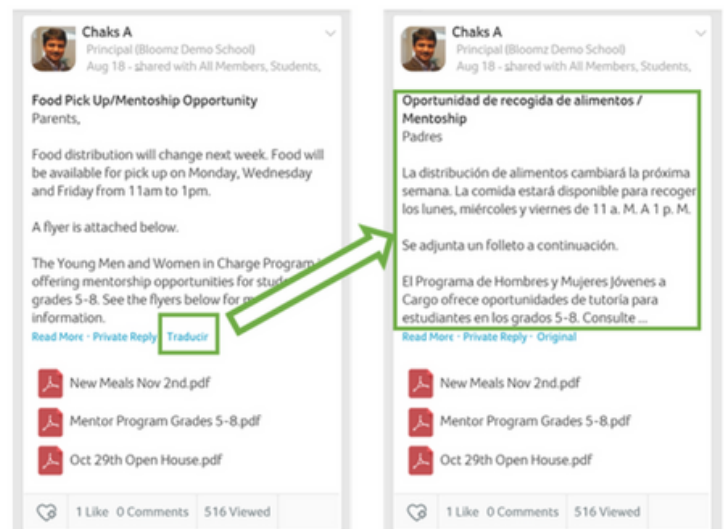 Chaks A
Principal (Bloomz Demo School)
Aug 18 - shared with All Members, Students,
Food Pick Up/Mentoship Opportunity
Parents,
Food distribution will change next week. Food will
be available for pick up on Monday, Wednesday
and Friday from 11am to 1pm.
A flyer is attached below.
The Young Men and Women in Charge Program
offering mentorship opportunities for
grades 5-8. See the flyers below for
information.
Read More · Private Reply Traducir
New Meals Nov 2nd.pdf
Mentor Program Grades 5-8.pdf
Oct 29th Open House.pdf
1 Like 0 Comments 516 Viewed
Chaks A
Principal (Bloomz Demo School)
Aug 18 - shared with All Members, Students,
Oportunidad de recogida de alimentos /
Mentoship
Padres
La distribución de alimentos cambiará la próxima
semana. La comida estará disponible para recoger
los lunes, miércoles y viernes de 11 a. M. A 1 p. M.
Se adjunta un folleto a continuación.
El Programa de Hombres y Mujeres Jóvenes a
Cargo ofrece oportunidades de tutoría para
estudiantes en los grados 5-8. Consulte ...
Read More · Private Reply · Original
New Meals Nov 2nd.pdf
Mentor Program Grades 5-8.pdf
Oct 29th Open House.pdf
1 Like 0 Comments 516 Viewed